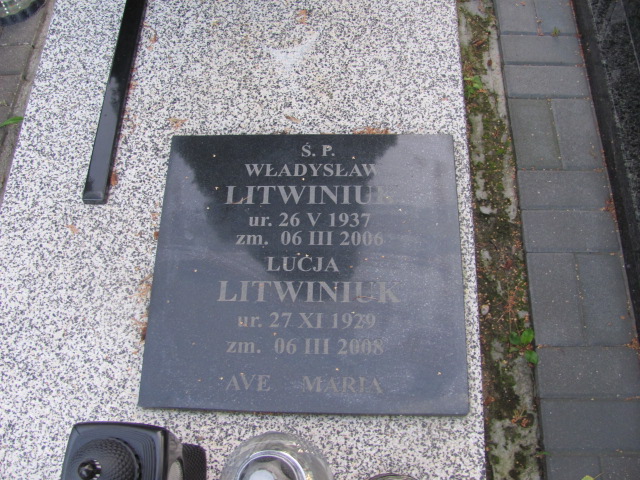 Ś. P.
WŁADYSŁAW
LITWINIUK
ur. 26 V 1937
zm. 06 III 2006
ŁUCJA
LITWINIUK
ur. 27 XI 1929
zm. 06 III 2008
AVE MARIA